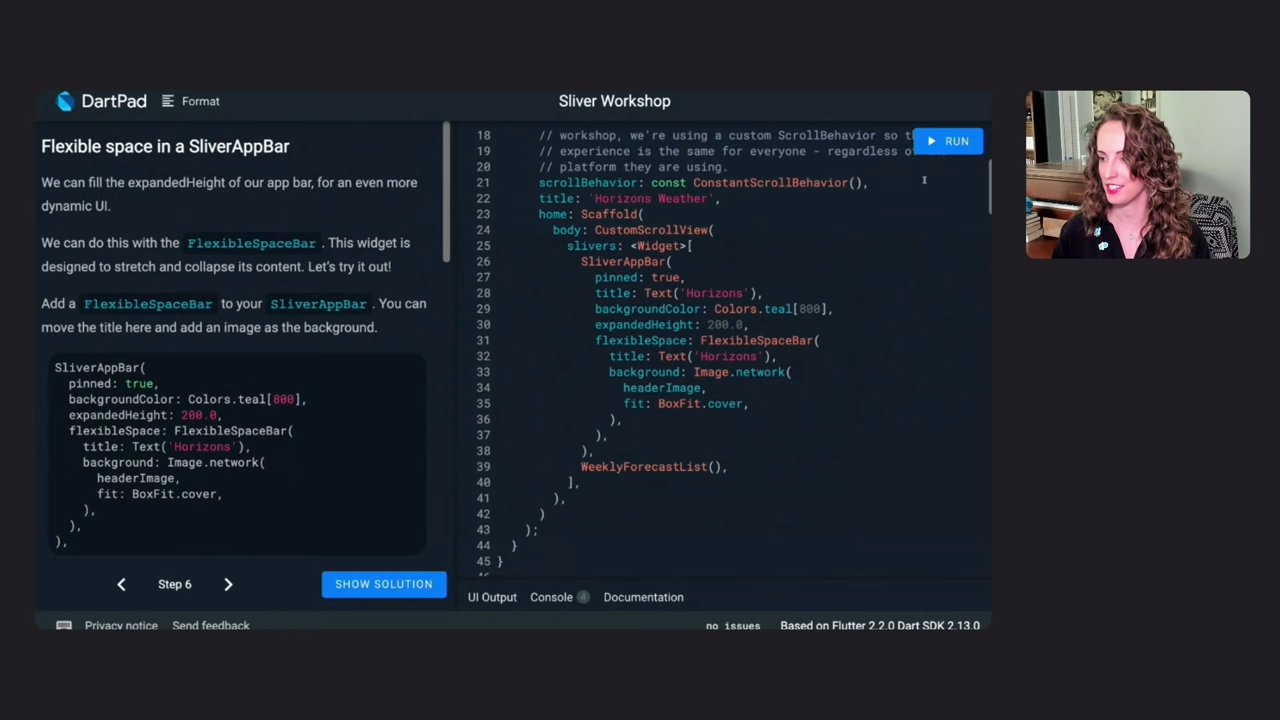 DartPad
Format
Sliver Workshop
Flexible space in a SliverAppBar
We can fill the expandedHeight of our app bar, for an even more
dynamic UI.
We can do this with the FlexibleSpaceBar . This widget is
designed to stretch and collapse its content. Let's try it out!
Add a FlexibleSpaceBar to your SliverAppBar . You can
move the title here and add an image as the background.
SliverAppBar(
pinned: true,
backgroundColor: Colors.teal[800],
expandedHeight: 200.0,
flexibleSpace: FlexibleSpaceBar(
title: Text('Horizons'),
background: Image.network(
headerImage,
fit: BoxFit.cover,
),
),
),
Step 6
SHOW SOLUTION
RUN
18 // workshop, we're using a custom ScrollBehavior so
19 // experience is the same for everyone - regardless
20 // platform they are using.
21 scrollBehavior: const ConstantScrollBehavior(),
22 title: 'Horizons Weather',
23 home: Scaffold(
24 body: CustomScrollView(
25 slivers: <Widget>[
26 SliverAppBar(
27 pinned: true,
28 title: Text('Horizons'),
29 backgroundColor: Colors.teal[800],
30 expandedHeight: 200.0,
31 flexibleSpace: FlexibleSpaceBar(
32 title: Text('Horizons'),
33 background: Image.network(
34 headerImage,
35 fit: BoxFit.cover,
36 ),
37 ),
38 ),
39 WeeklyForecastList(),
40 ],
41 ),
42 )
43 );
44 }
45 }
UI Output
Console 4
Documentation
Privacy notice
Send feedback
no issues
Based on Flutter 2.2.0 Dart SDK 2.13.0